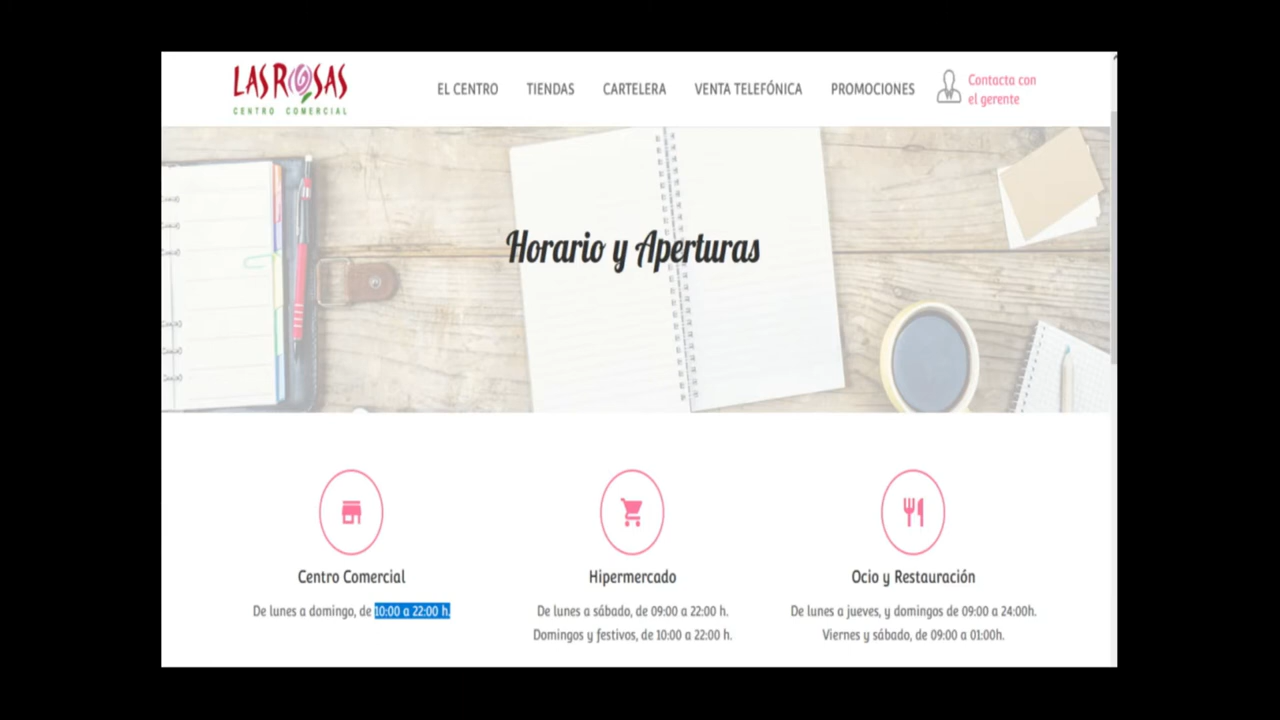 LAS ROSAS
CENTRO COMERCIAL
EL CENTRO
TIENDAS
CARTELERA
VENTA TELEFÓNICA
PROMOCIONES
Contacta con
el gerente
Horario y Aperturas
Centro Comercial
De lunes a domingo, de 10:00 a 22:00 h.
Hipermercado
De lunes a sábado, de 09:00 a 22:00 h.
Domingos y festivos, de 10:00 a 22:00 h.
Ocio y Restauración
De lunes a jueves, y domingos de 09:00 a 24:00h.
Viernes y sábado, de 09:00 a 01:00h.